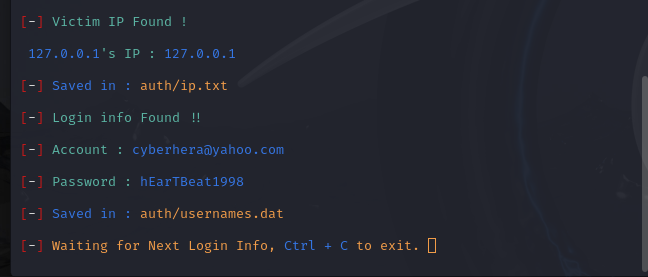 [-] Victim IP Found !
127.0.0.1's IP : 127.0.0.1
[-] Saved in : auth/ip.txt
[-] Login info Found !!
[-] Account : cyberhera@yahoo.com
[-] Password : hEarTBeat1998
[-] Saved in : auth/usernames.dat
[-] Waiting for Next Login Info, Ctrl + C to exit.